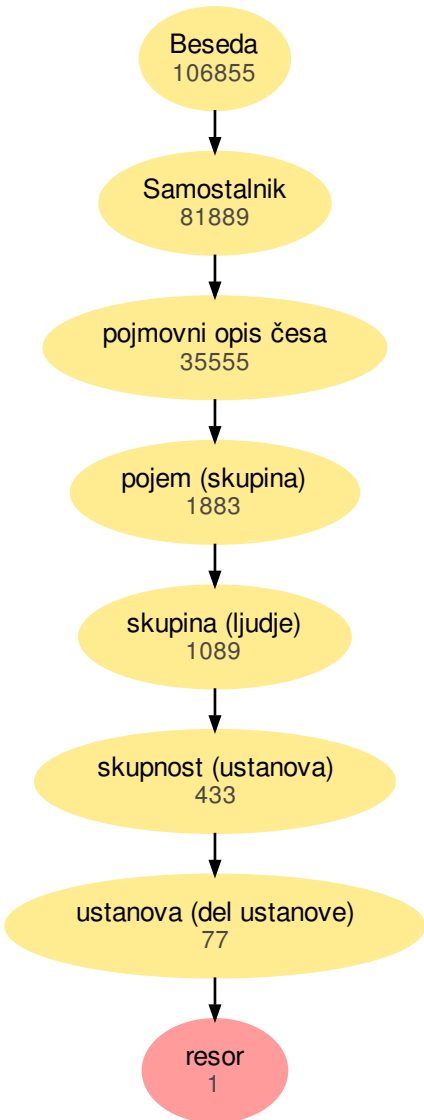 Beseda
106855
Samostalnik
81889
pojmovni opis česa
35555
pojem (skupina)
1883
skupina (ljudje)
1089
skupnost (ustanova)
433
ustanova (del ustanove)
77
resor
1